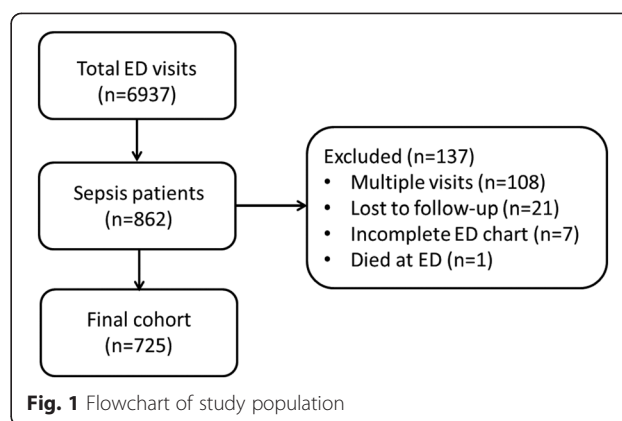 Total ED visits
(n=6937)
Sepsis patients
(n=862)
Excluded (n=137)
• Multiple visits (n=108)
• Lost to follow-up (n=21)
• Incomplete ED chart (n=7)
• Died at ED (n=1)
Final cohort
(n=725)
Fig. 1 Flowchart of study population